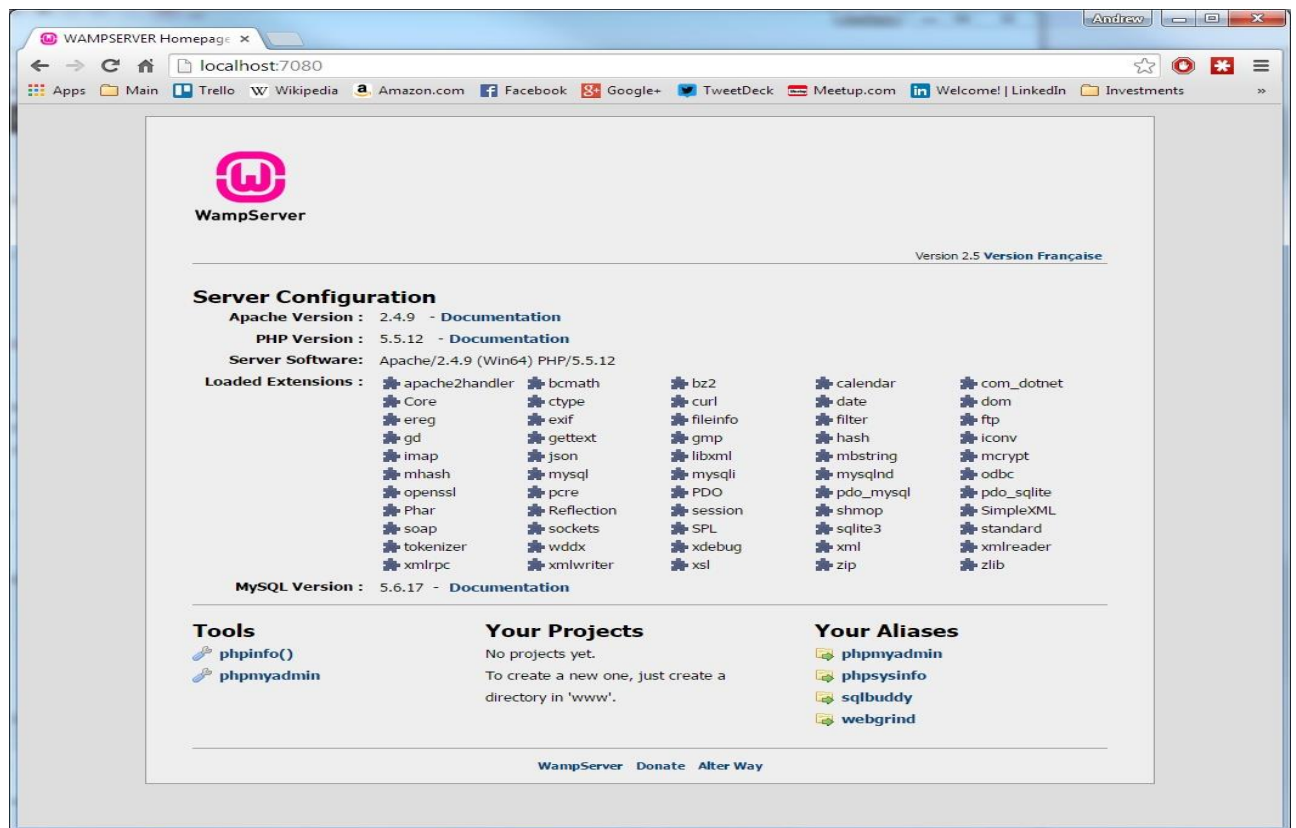 Andrew
WAMPSERVER Homepage
localhost:7080
Apps Main Trello W Wikipedia a Amazon.com f Facebook g+ Google+ TweetDeck Meetup.com in Welcome! | LinkedIn Investments »
W
WampServer
Version 2.5 Version Française
Server Configuration
Apache Version : 2.4.9 - Documentation
PHP Version : 5.5.12 - Documentation
Server Software: Apache/2.4.9 (Win64) PHP/5.5.12
Loaded Extensions : apache2handler bcmath bz2 calendar com_dotnet
Core ctype curl date dom
ereg exif fileinfo filter ftp
gd gettext gmp hash iconv
imap json libxml mbstring mcrypt
mhash mysql mysqli mysqlnd odbc
openssl pcre PDO pdo_mysql pdo_sqlite
Phar Reflection session shmop SimpleXML
soap sockets SPL sqlite3 standard
tokenizer wddx xdebug xml xmlreader
xmlrpc xmlwriter xsl zip zlib
MySQL Version : 5.6.17 - Documentation
Tools
phpinfo()
phpmyadmin
Your Projects
No projects yet.
To create a new one, just create a
directory in 'www'.
Your Aliases
phpmyadmin
phpsysinfo
sqlbuddy
webgrind
WampServer Donate Alter Way